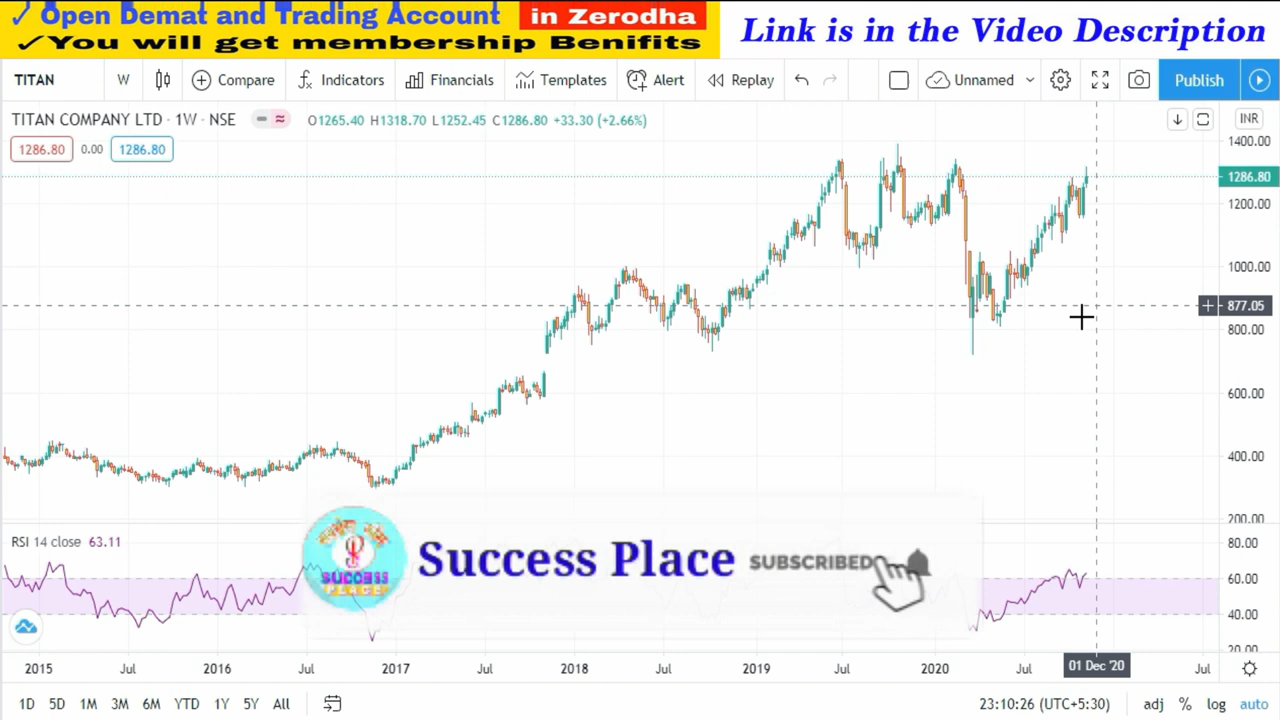 ✓ Open Demat and Trading Account in Zerodha
✓You will get membership Benifits
Link is in the Video Description
TITAN W Compare Indicators Financials Templates Alert Replay Unnamed Publish
TITAN COMPANY LTD · 1W · NSE O1265.40 H1318.70 L1252.45 C1286.80 +33.30 (+2.66%) INR
1286.80 0.00 1286.80
1400.00
1286.80
1200.00
1000.00
877.05
800.00
600.00
400.00
200.00
RSI 14 close 63.11
80.00
60.00
40.00
20.00
Success Place SUBSCRIBED
SUCCESS
PLACE
2015 Jul 2016 Jul 2017 Jul 2018 Jul 2019 Jul 2020 Jul 01 Dec '20 Jul
1D 5D 1M 3M 6M YTD 1Y 5Y All 23:10:26 (UTC+5:30) adj % log auto